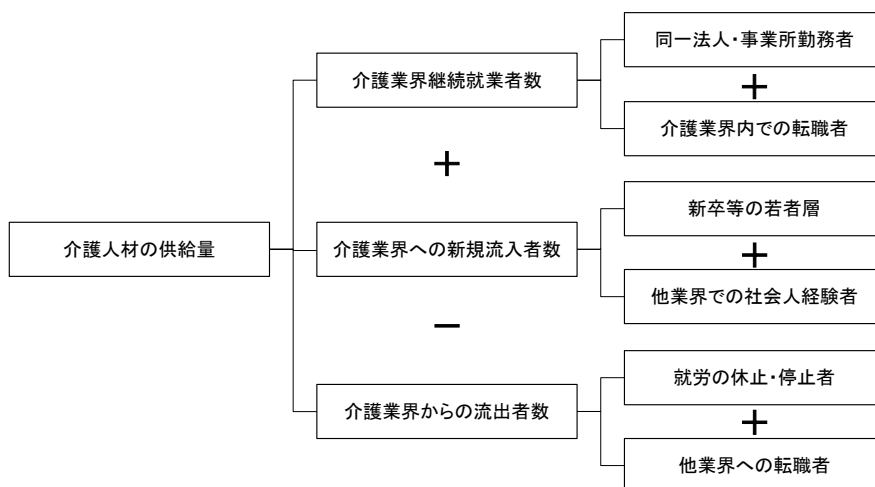 同一法人・事業所勤務者
介護業界継続就業者数
＋
介護業界内での転職者
＋
新卒等の若者層
介護人材の供給量
介護業界への新規流入者数
＋
他業界での社会人経験者
－
就労の休止・停止者
介護業界からの流出者数
＋
他業界への転職者